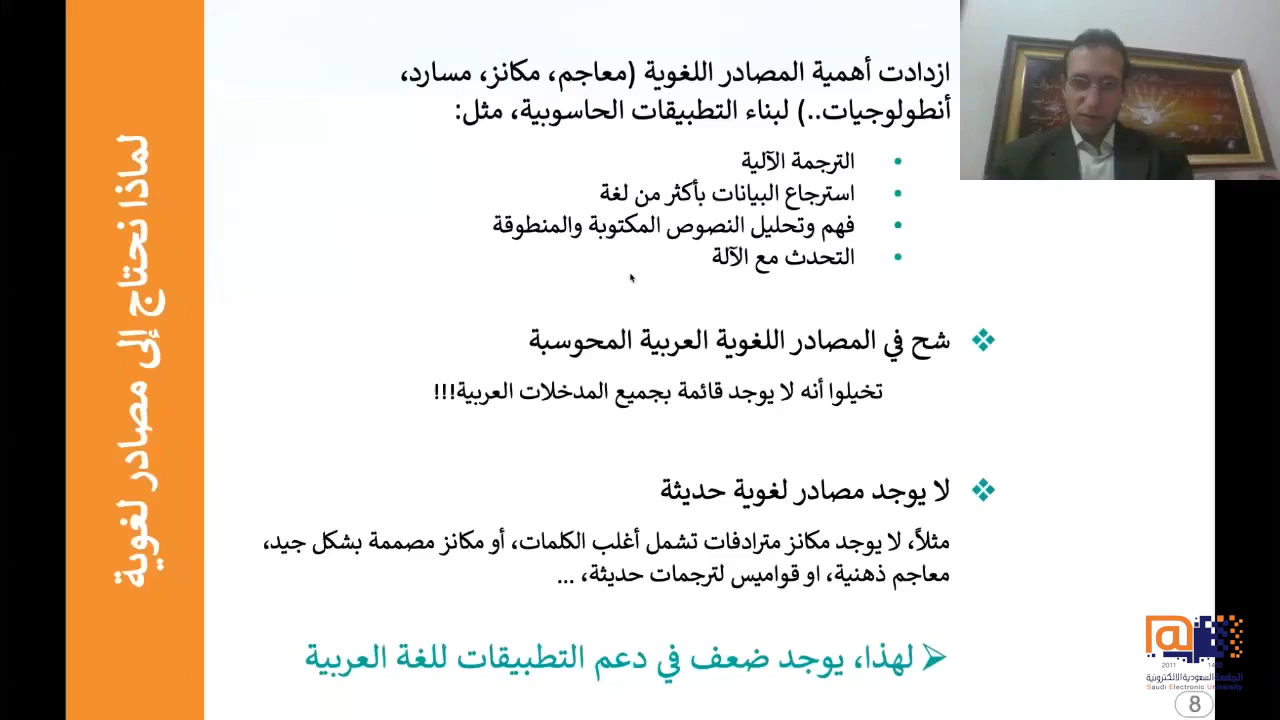 لماذا نحتاج إلى مصادر لغوية
ازدادت أهمية المصادر اللغوية (معاجم، مكانز، مسارد،
أنطولوجيات..) لبناء التطبيقات الحاسوبية، مثل:
• الترجمة الآلية
• استرجاع البيانات بأكثر من لغة
• فهم وتحليل النصوص المكتوبة والمنطوقة
• التحدث مع الآلة
❖ شح في المصادر اللغوية العربية المحوسبة
تخيلوا أنه لا يوجد قائمة بجميع المدخلات العربية!!!
❖ لا يوجد مصادر لغوية حديثة
مثلاً، لا يوجد مكانز مترادفات تشمل أغلب الكلمات، أو مكانز مصممة بشكل جيد،
معاجم ذهنية، او قواميس لترجمات حديثة، ...
➢ لهذا، يوجد ضعف في دعم التطبيقات للغة العربية
2011
الجامعة السعودية الالكترونية
Saudi Electronic University
8